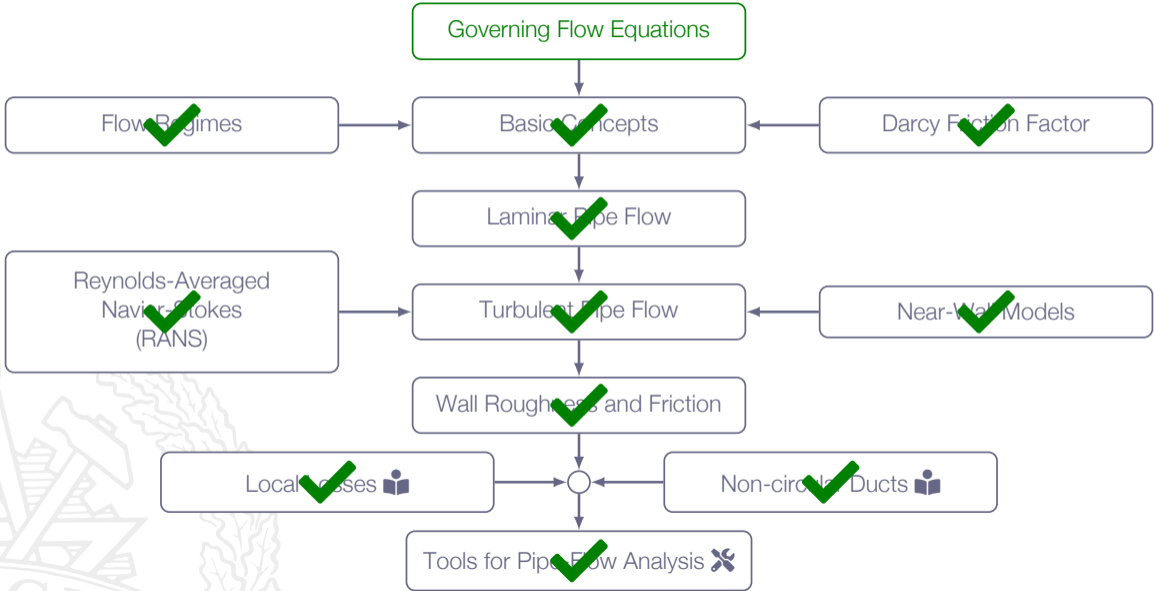 Governing Flow Equations
Flow Regimes
Basic Concepts
Darcy Friction Factor
Laminar Pipe Flow
Reynolds-Averaged
Navier-Stokes
(RANS)
Turbulent Pipe Flow
Near-Wall Models
Wall Roughness and Friction
Local Losses
Non-circular Ducts
Tools for Pipe-Flow Analysis